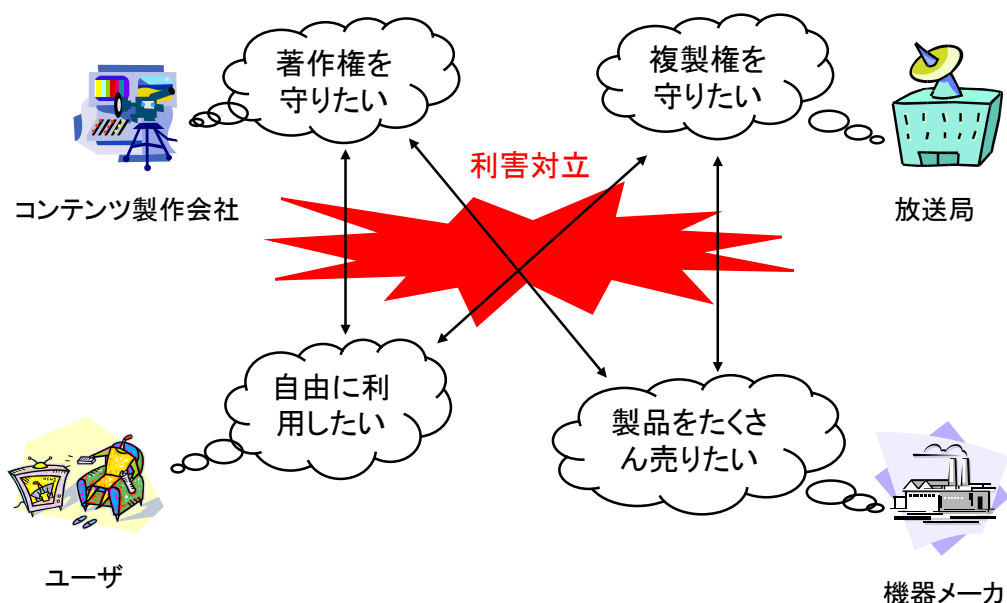 著作権を
守りたい
複製権を
守りたい
利害対立
コンテンツ製作会社
放送局
自由に利
用したい
製品をたくさ
ん売りたい
ユーザ
機器メーカ